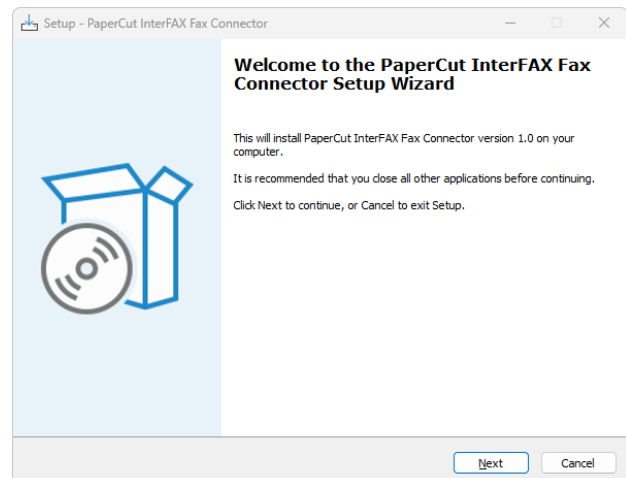 Setup - PaperCut InterFAX Fax Connector
Welcome to the PaperCut InterFAX Fax
Connector Setup Wizard
This will install PaperCut InterFAX Fax Connector version 1.0 on your
computer.
It is recommended that you close all other applications before continuing.
Click Next to continue, or Cancel to exit Setup.
Next Cancel